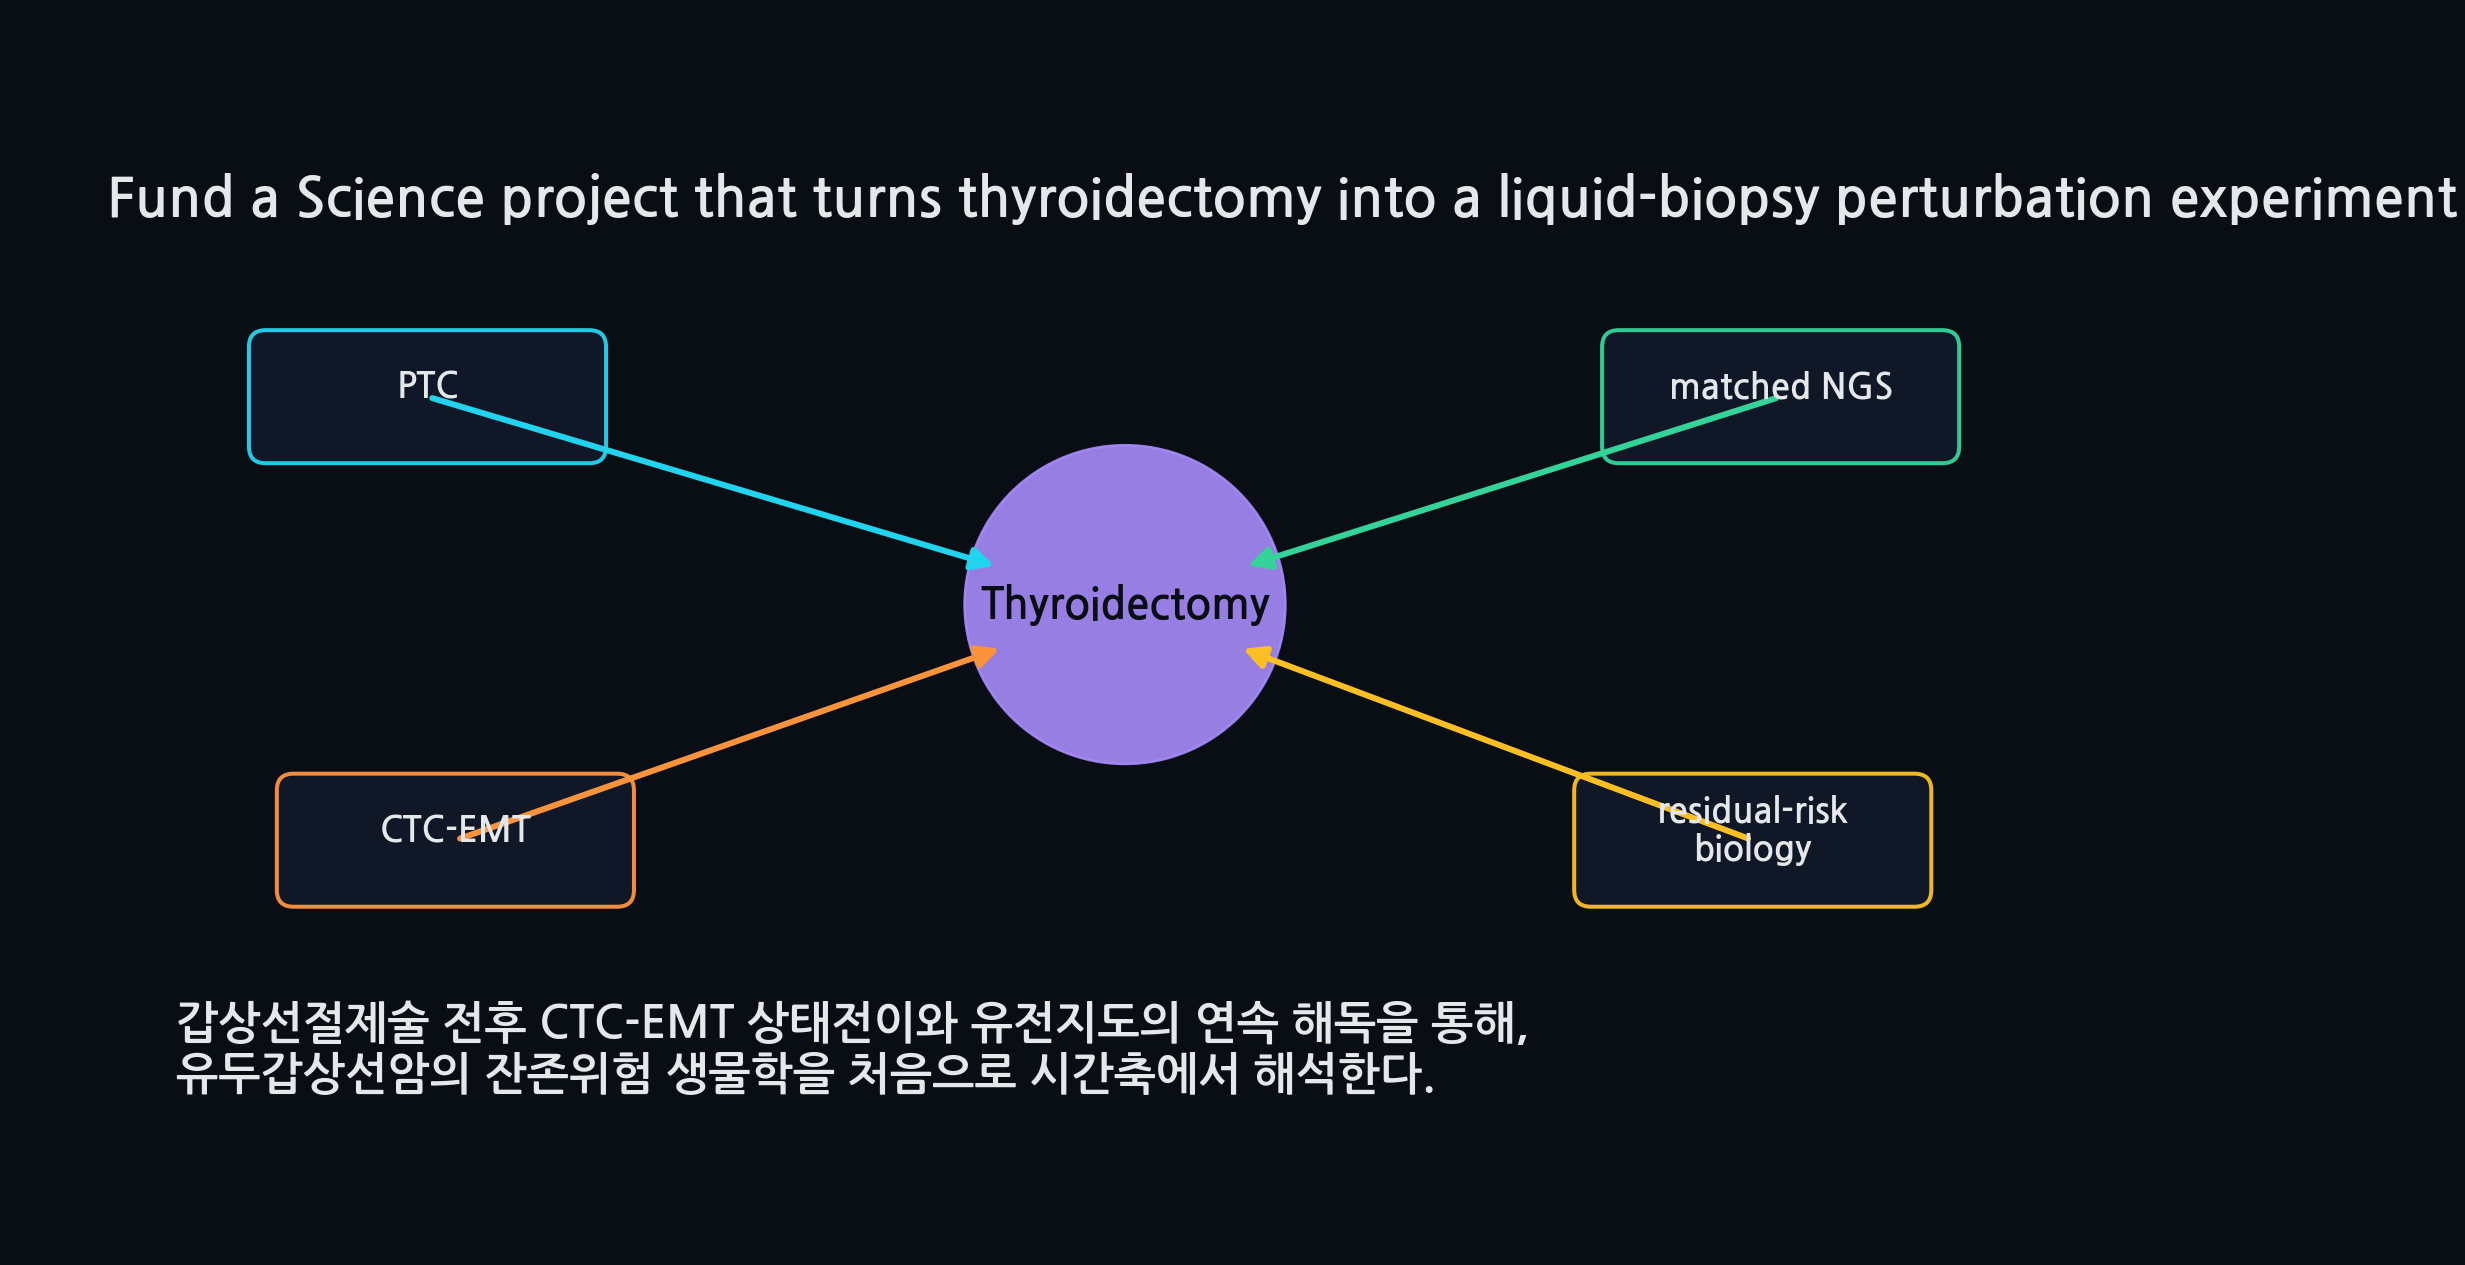 Fund a Science project that turns thyroidectomy into a liquid-biopsy perturbation experiment
PTC
matched NGS
Thyroidectomy
CTC-EMT
residual-risk
biology
갑상선절제술 전후 CTC-EMT 상태전이와 유전지도의 연속 해독을 통해,
유두갑상선암의 잔존위험 생물학을 처음으로 시간축에서 해석한다.